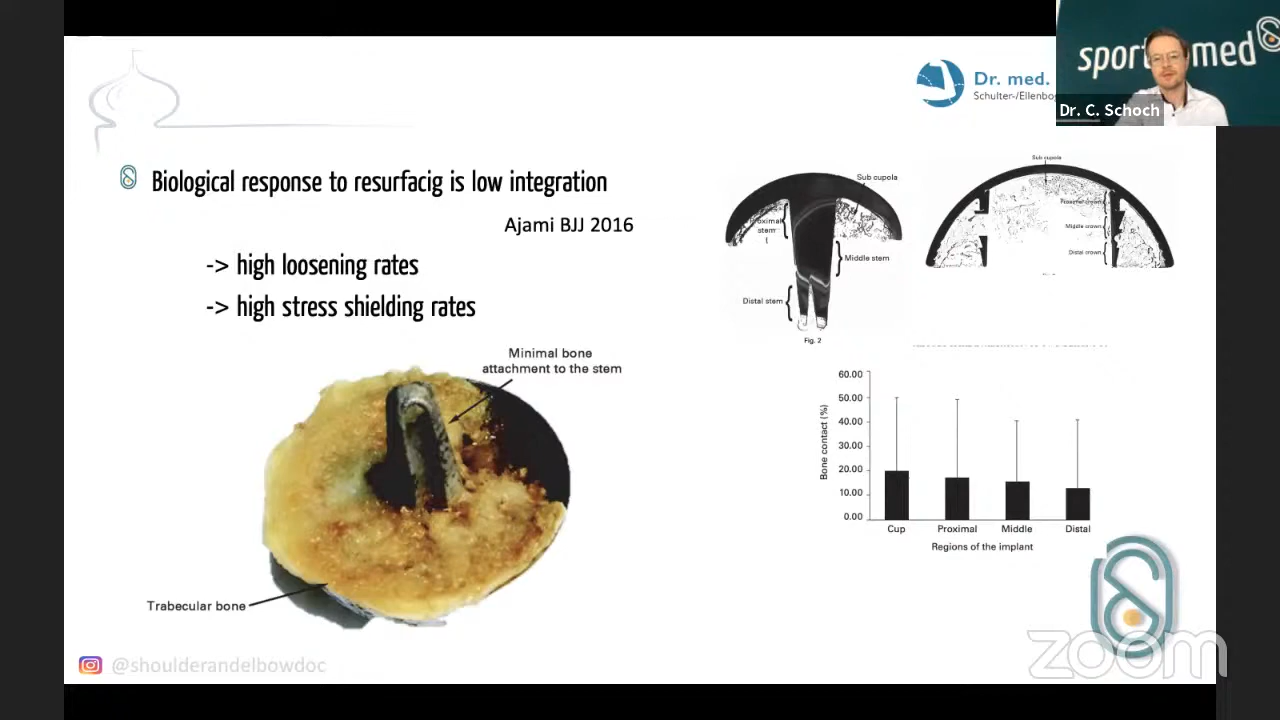 sport med
Dr. C. Schoch
Dr. med.
Schulter-/Ellenbo
Biological response to resurfacig is low integration
Ajami BJJ 2016
-> high loosening rates
-> high stress shielding rates
Sub cupola
Proximal
stem
Middle stem
Distal stem
Fig. 2
Sub cupola
Proximal crown
Middle crown
Distal crown
Minimal bone
attachment to the stem
Trabecular bone
Bone contact (%)
60.00
50.00
40.00
30.00
20.00
10.00
0.00
Cup Proximal Middle Distal
Regions of the implant
@shoulderandelbowdoc
zoom